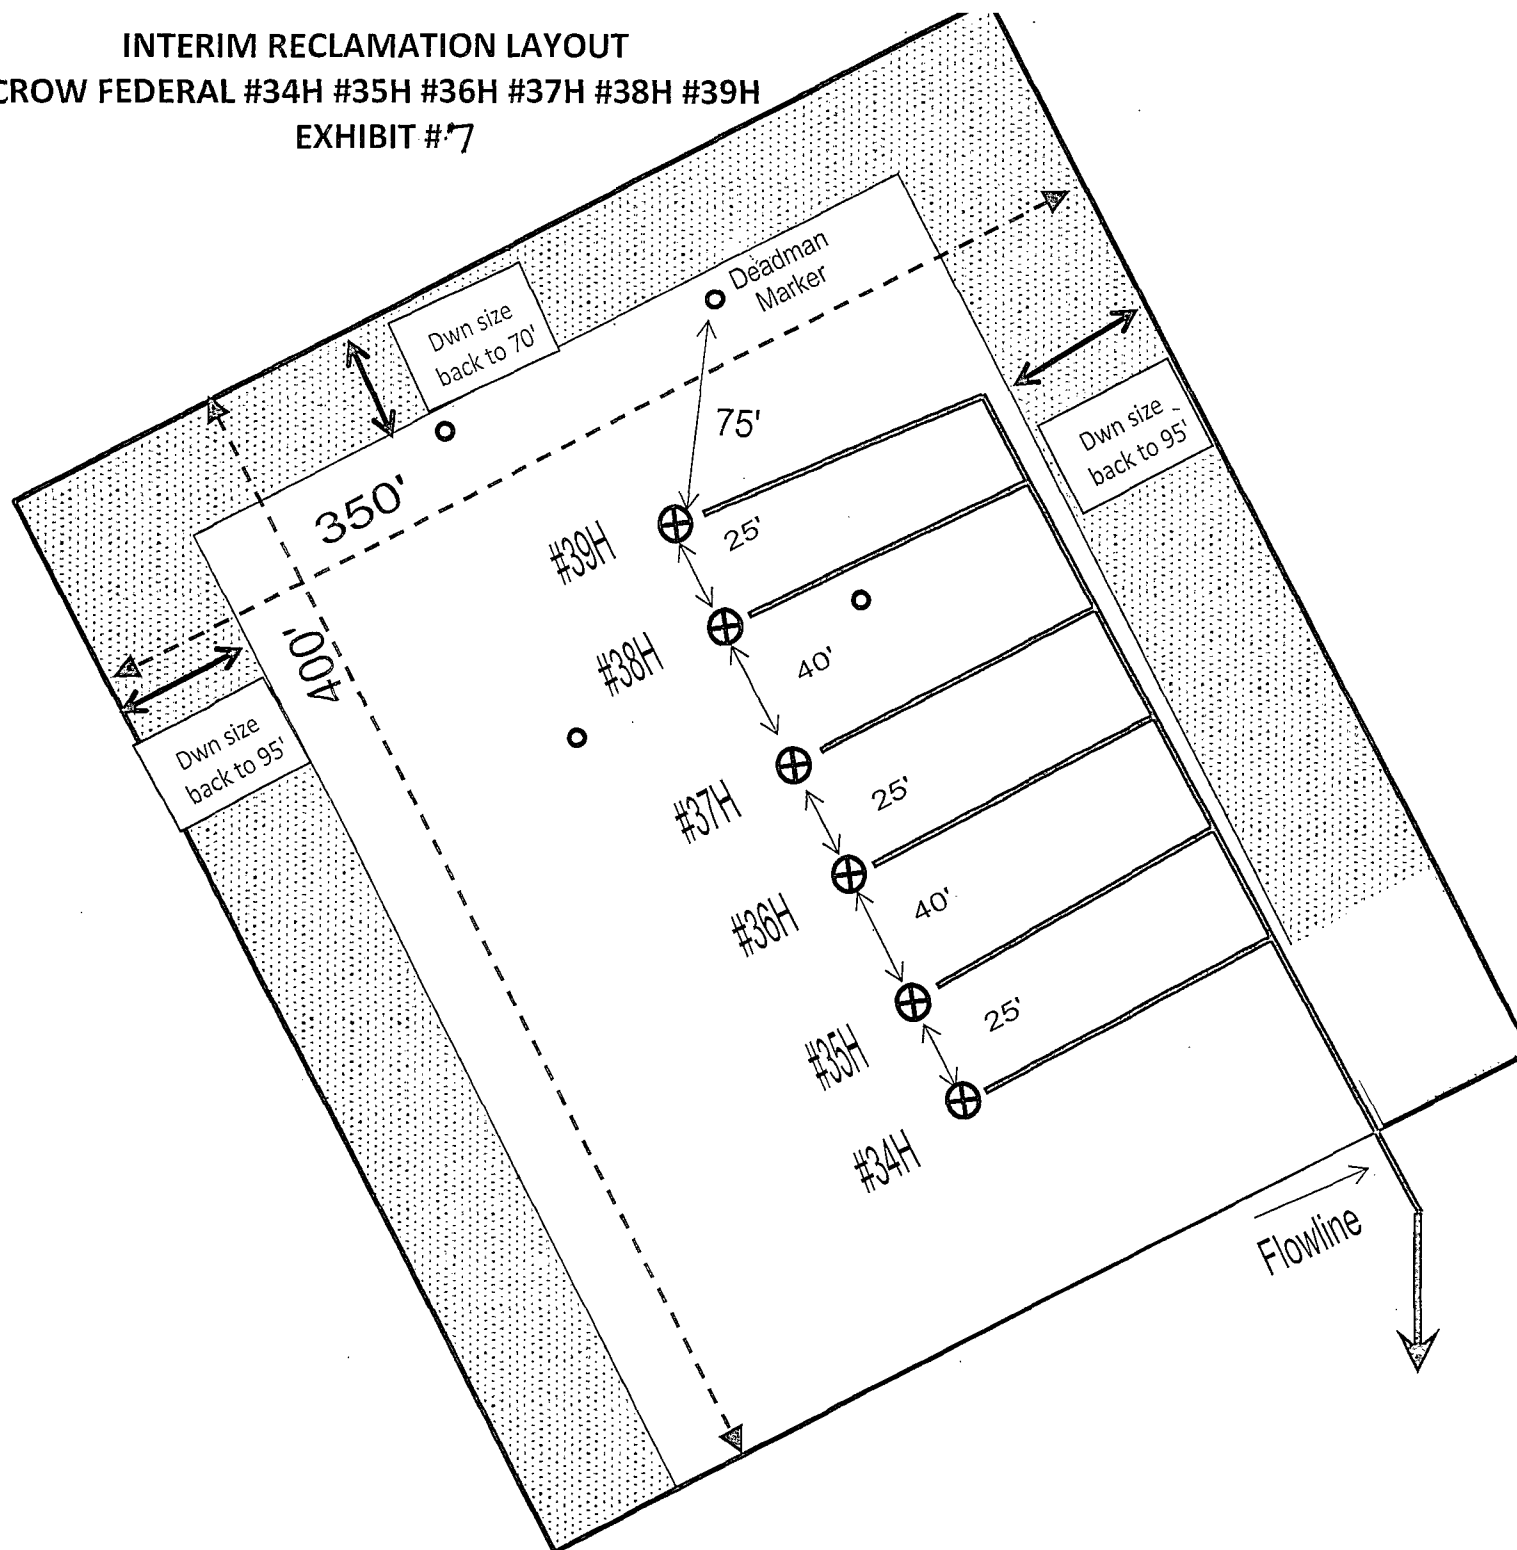 INTERIM RECLAMATION LAYOUT
CROW FEDERAL #34H #35H #36H #37H #38H #39H
EXHIBIT #7
Deadman
Marker
Dwn size
back to 70'
75'
Dwn size
back to 95'
350'
#39H
25'
400'
#38H
40'
Dwn size
back to 95'
#37H
25'
#36H
40'
#35H
25'
#34H
Flowline